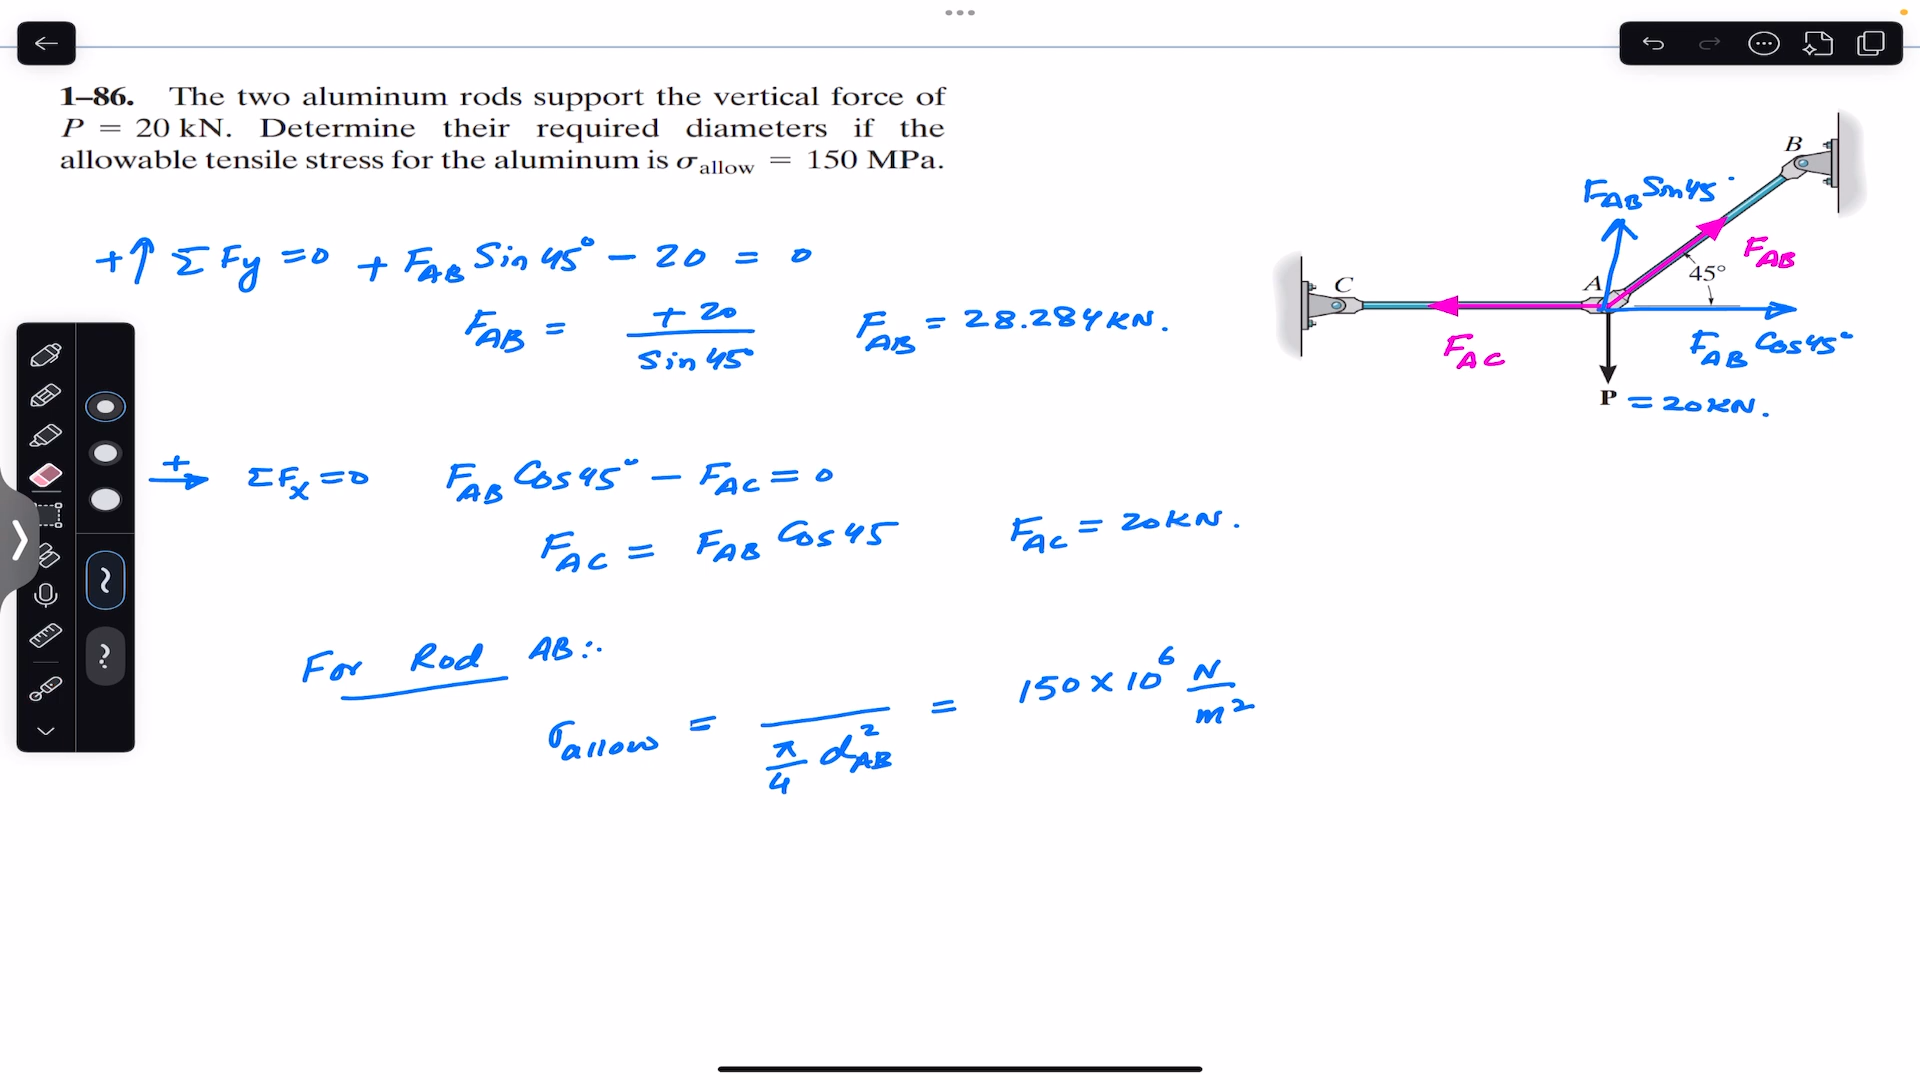 1–86. The two aluminum rods support the vertical force of
P = 20 kN. Determine their required diameters if the
allowable tensile stress for the aluminum is σallow = 150 MPa.
+↑ ΣFy = 0 + FAB Sin 45° − 20 = 0
FAB = + 20 / Sin 45° FAB = 28.284 kN.
+→ ΣFx = 0 FAB Cos 45° − FAC = 0
FAC = FAB Cos 45 FAC = 20 kN.
For Rod AB :.
σallow = / π/4 d²AB = 150 × 10⁶ N/m²
B
FAB Sin 45°
FAB
45°
C
A
FAC
FAB Cos 45°
P = 20 kN.